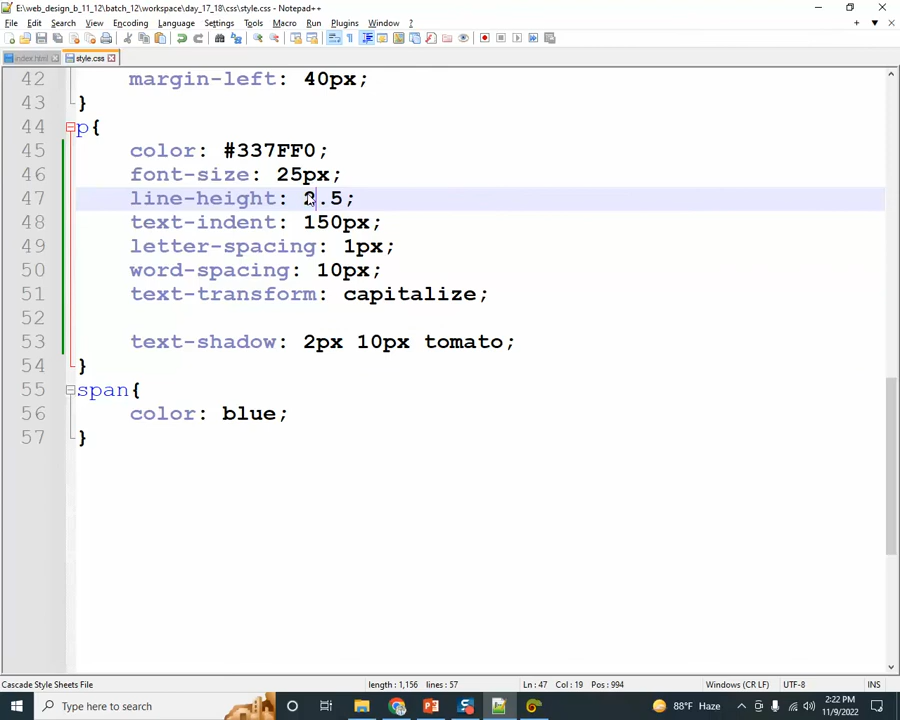 E:\web_design_b_11_12\batch_12\workspace\day_17_18\css\style.css - Notepad++
File Edit Search View Encoding Language Settings Tools Macro Run Plugins Window ?
index.html style.css
42 margin-left: 40px;
43 }
44 p{
45 color: #337FF0;
46 font-size: 25px;
47 line-height: 2.5;
48 text-indent: 150px;
49 letter-spacing: 1px;
50 word-spacing: 10px;
51 text-transform: capitalize;
52
53 text-shadow: 2px 10px tomato;
54 }
55 span{
56 color: blue;
57 }
Cascade Style Sheets File length : 1,156 lines : 57 Ln : 47 Col : 19 Pos : 994 Windows (CR LF) UTF-8 INS
Type here to search 88°F Haze 2:22 PM
11/9/2022